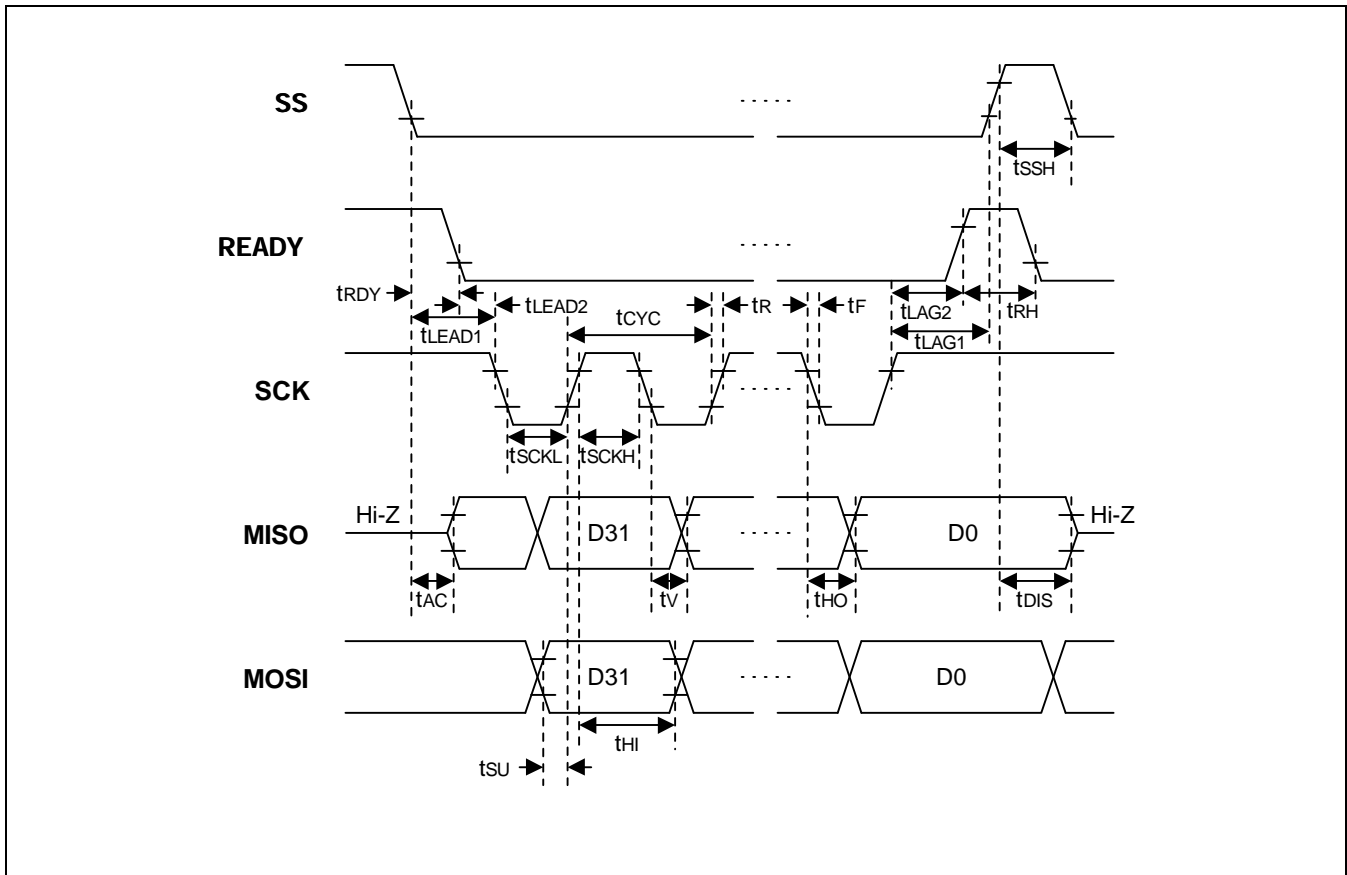 SS
. . . . .
tSSH
READY
. . . . .
tRDY
tLEAD2
tCYC
tR
tF
tLAG2
tRH
tLEAD1
tLAG1
SCK
. . . . .
tSCKL
tSCKH
Hi-Z
Hi-Z
MISO
D31
. . . . .
D0
tAC
tV
tHO
tDIS
MOSI
D31
. . . . .
D0
tHI
tSU